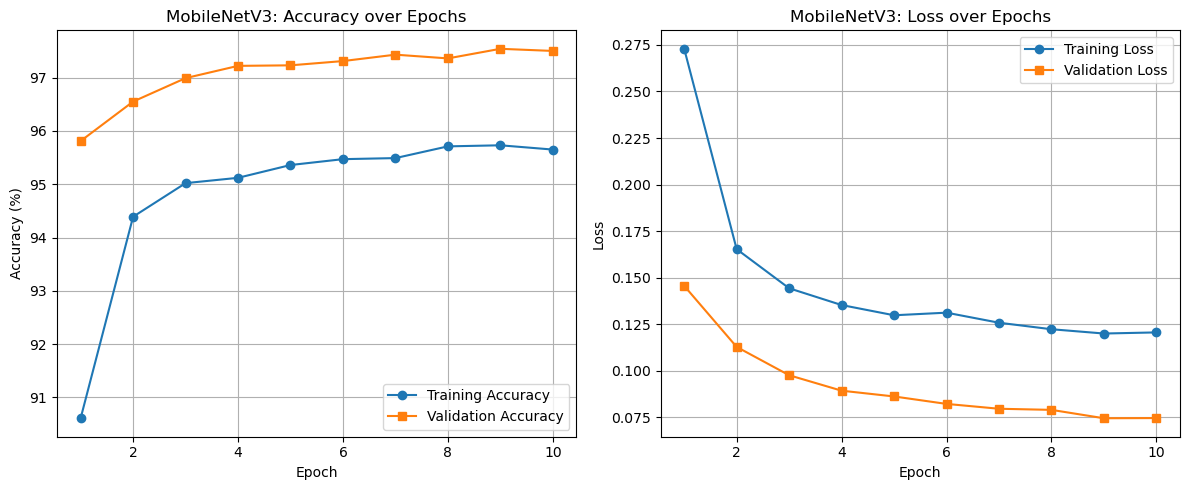 MobileNetV3: Accuracy over Epochs
Accuracy (%)
97
96
95
94
93
92
91
2 4 6 8 10
Epoch
Training Accuracy
Validation Accuracy
MobileNetV3: Loss over Epochs
Loss
0.275
0.250
0.225
0.200
0.175
0.150
0.125
0.100
0.075
2 4 6 8 10
Epoch
Training Loss
Validation Loss